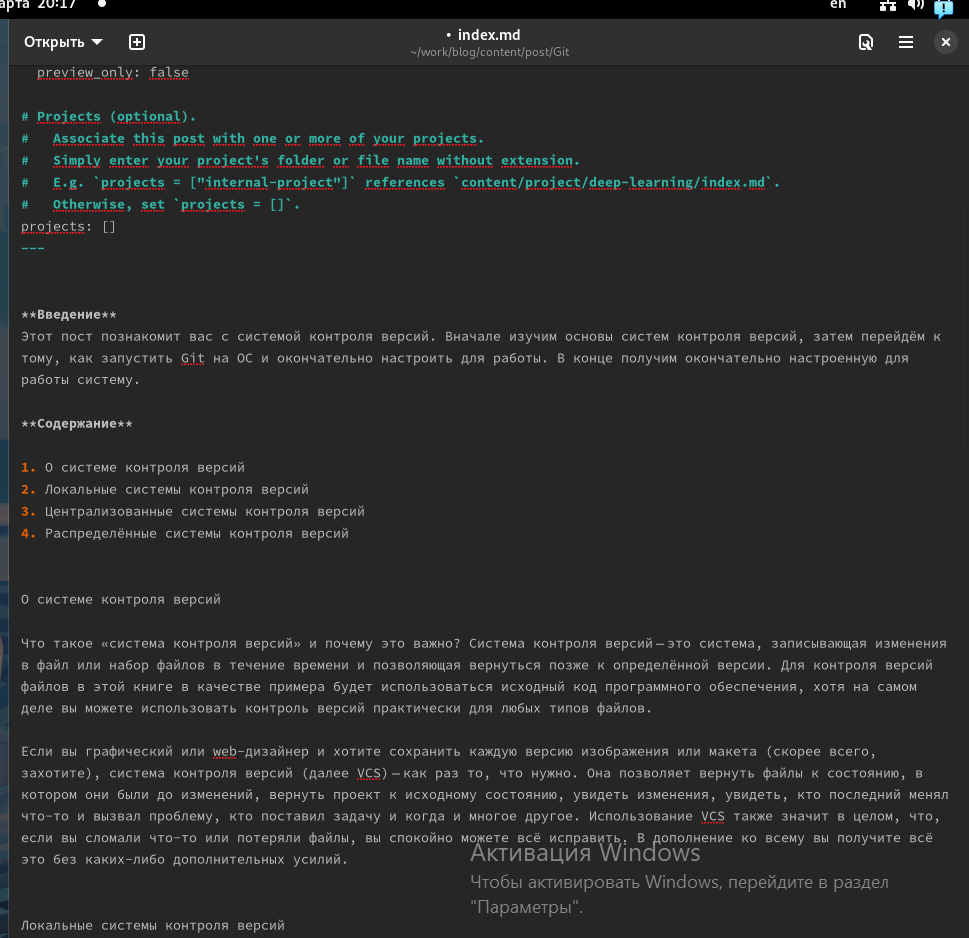 арта 20:17
en
Открыть
• index.md
~/work/blog/content/post/Git
preview_only: false
# Projects (optional).
#   Associate this post with one or more of your projects.
#   Simply enter your project's folder or file name without extension.
#   E.g. `projects = ["internal-project"]` references `content/project/deep-learning/index.md`.
#   Otherwise, set `projects = []`.
projects: []
---
**Введение**
Этот пост познакомит вас с системой контроля версий. Вначале изучим основы систем контроля версий, затем перейдём к
тому, как запустить Git на ОС и окончательно настроить для работы. В конце получим окончательно настроенную для
работы систему.
**Содержание**
1. О системе контроля версий
2. Локальные системы контроля версий
3. Централизованные системы контроля версий
4. Распределённые системы контроля версий
О системе контроля версий
Что такое «система контроля версий» и почему это важно? Система контроля версий — это система, записывающая изменения
в файл или набор файлов в течение времени и позволяющая вернуться позже к определённой версии. Для контроля версий
файлов в этой книге в качестве примера будет использоваться исходный код программного обеспечения, хотя на самом
деле вы можете использовать контроль версий практически для любых типов файлов.
Если вы графический или web-дизайнер и хотите сохранить каждую версию изображения или макета (скорее всего,
захотите), система контроля версий (далее VCS) — как раз то, что нужно. Она позволяет вернуть файлы к состоянию, в
котором они были до изменений, вернуть проект к исходному состоянию, увидеть изменения, увидеть, кто последний менял
что-то и вызвал проблему, кто поставил задачу и когда и многое другое. Использование VCS также значит в целом, что,
если вы сломали что-то или потеряли файлы, вы спокойно можете всё исправить. В дополнение ко всему вы получите всё
это без каких-либо дополнительных усилий.
Активация Windows
Чтобы активировать Windows, перейдите в раздел
"Параметры".
Локальные системы контроля версий